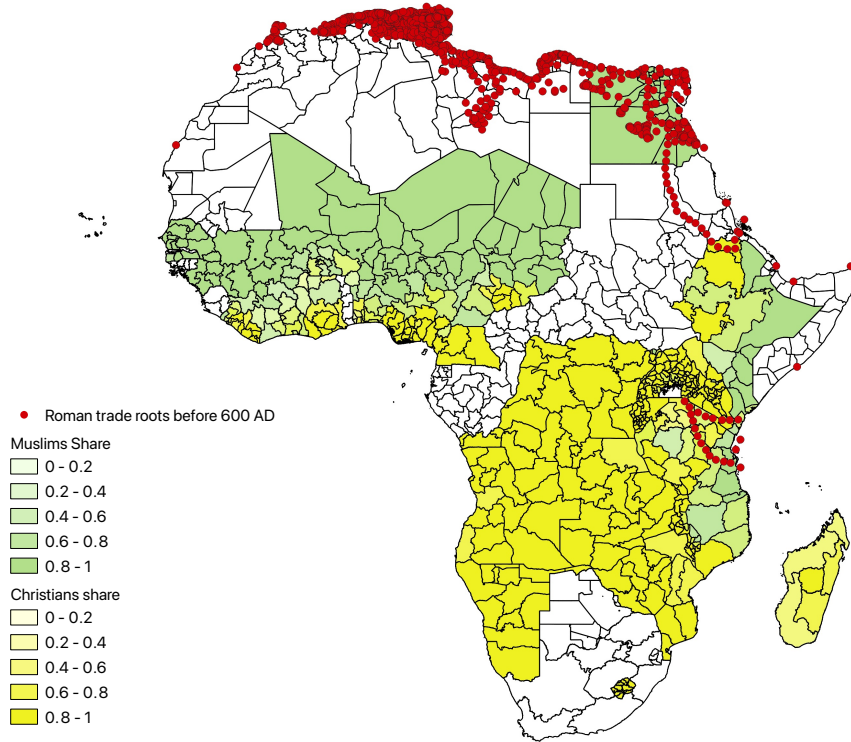 Roman trade roots before 600 AD
Muslims Share
0 - 0.2
0.2 - 0.4
0.4 - 0.6
0.6 - 0.8
0.8 - 1
Christians share
0 - 0.2
0.2 - 0.4
0.4 - 0.6
0.6 - 0.8
0.8 - 1